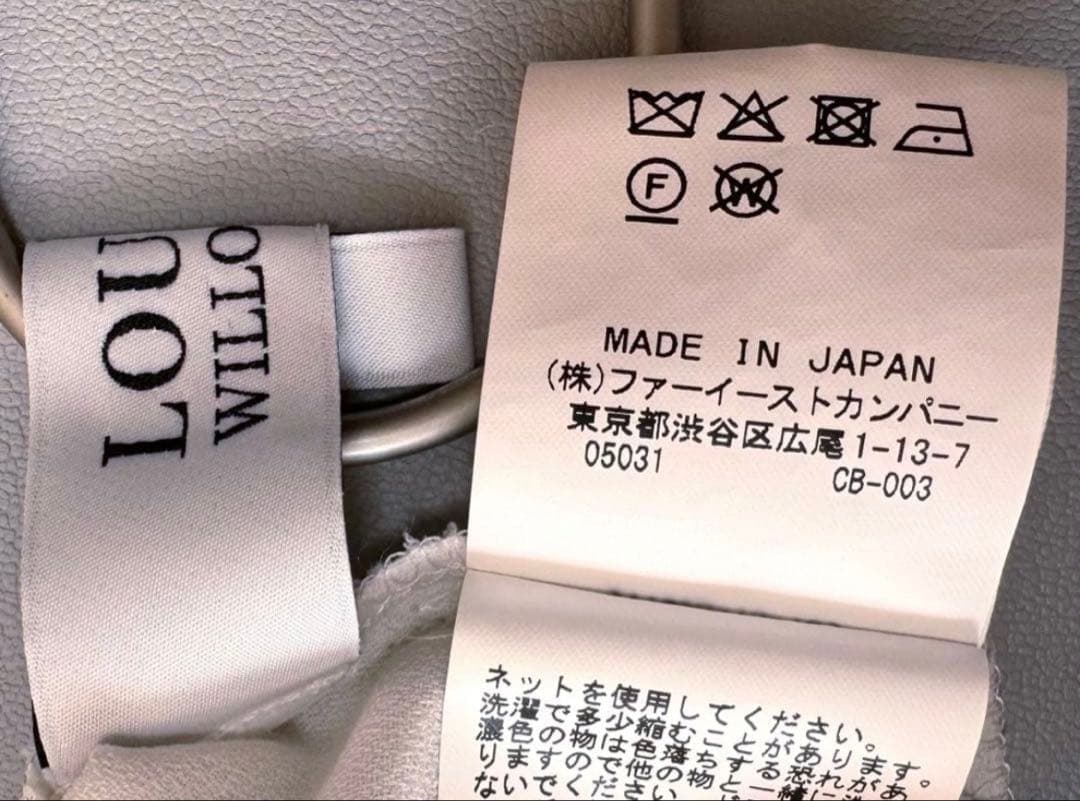 LOU
WILLO
F
W
MADE IN JAPAN
(株)ファーイーストカンパニー
東京都渋谷区広尾1-13-7
05031 CB-003
ネットを使用してください。
洗濯で多少縮むことがあります。
濃色の物は色落ちする恐れがあ
りますので他の物と一緒に
ないでください。